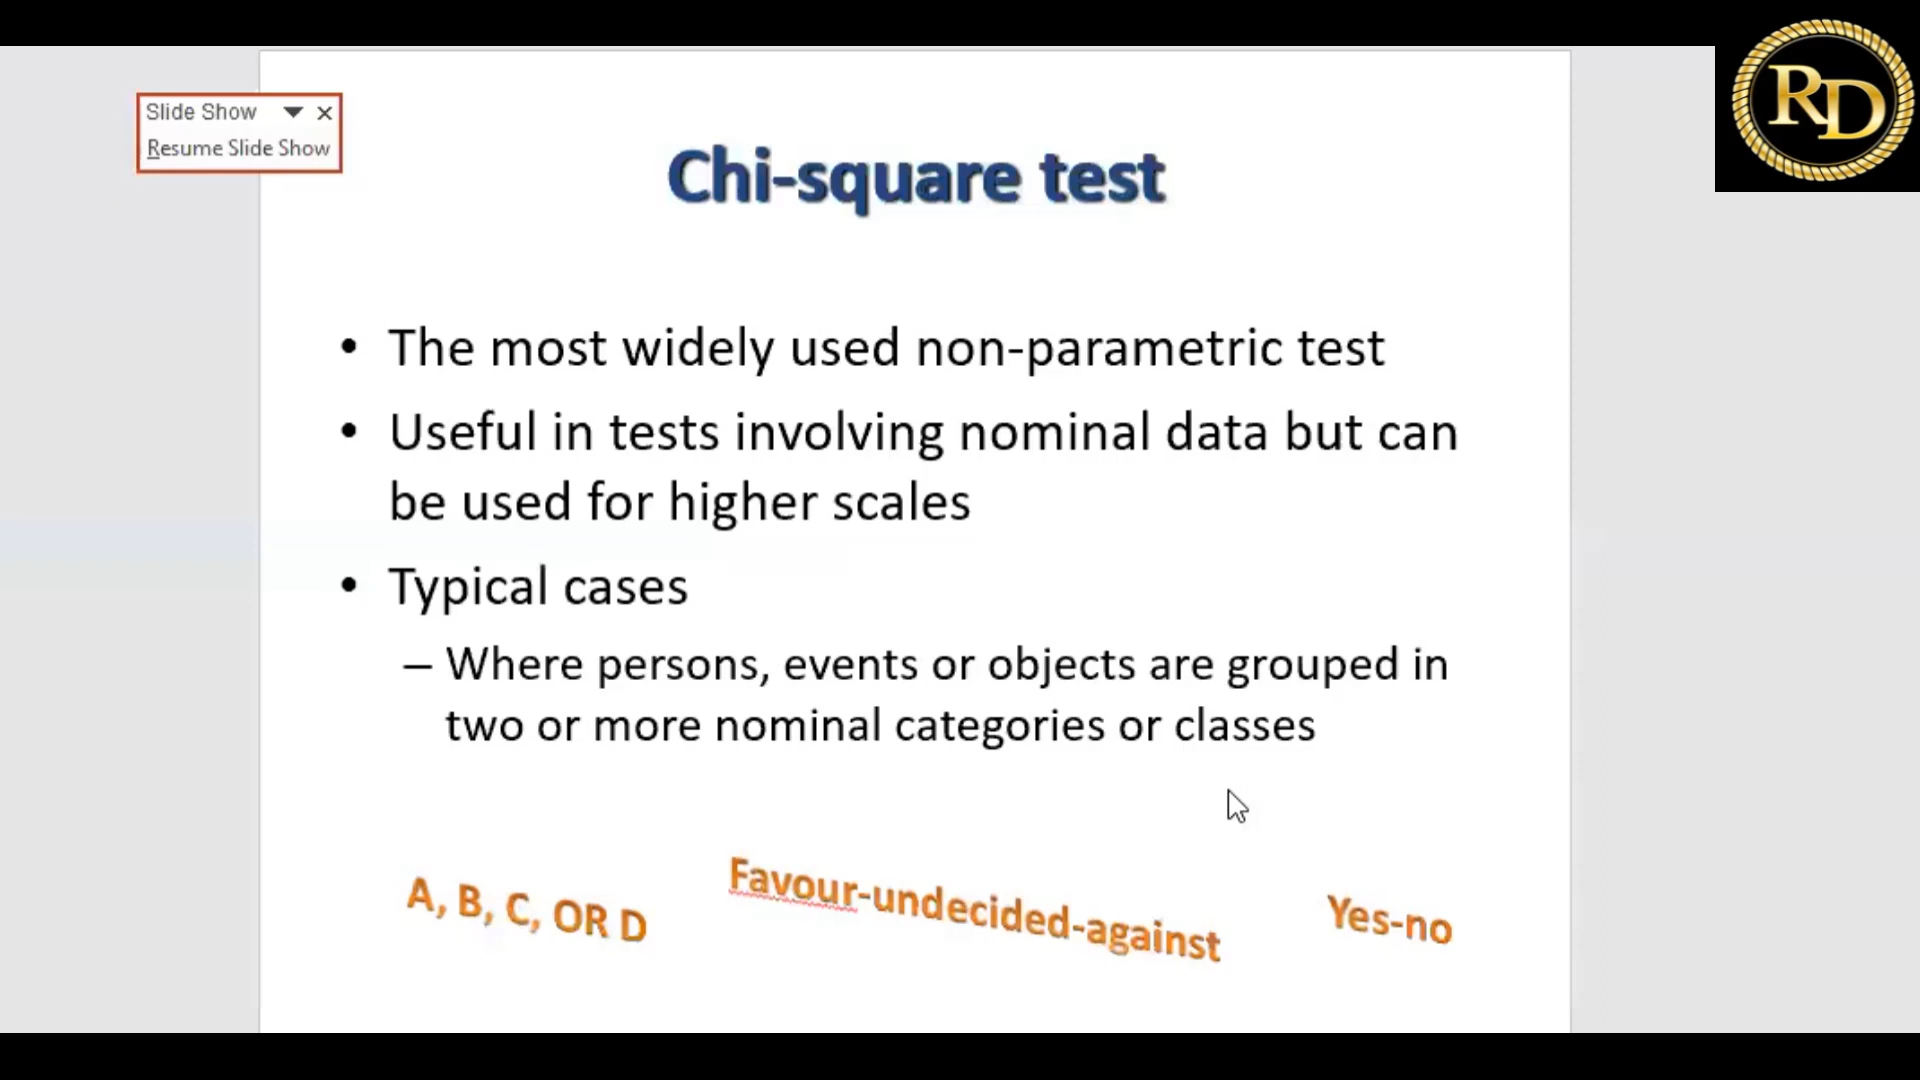 Slide Show
Resume Slide Show
RD
Chi-square test
• The most widely used non-parametric test
• Useful in tests involving nominal data but can
be used for higher scales
• Typical cases
– Where persons, events or objects are grouped in
two or more nominal categories or classes
A, B, C, OR D
Favour-undecided-against
Yes-no